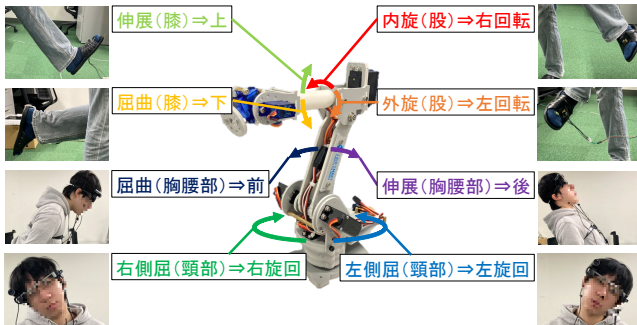 伸展(膝)⇒上
内旋(股)⇒右回転
屈曲(膝)⇒下
外旋(股)⇒左回転
屈曲(胸腰部)⇒前
伸展(胸腰部)⇒後
右側屈(頸部)⇒右旋回
左側屈(頸部)⇒左旋回